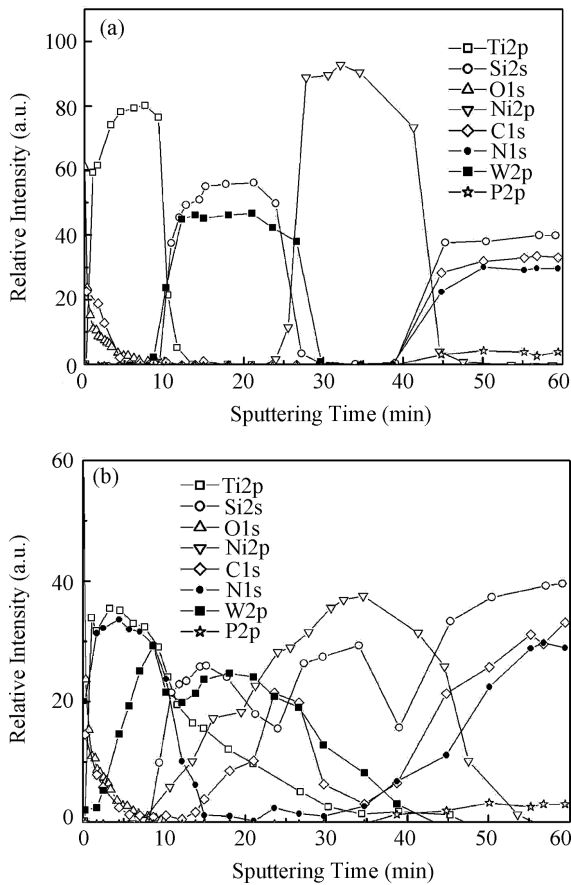 (a)
100
80
60
40
20
0
Relative Intensity (a.u.)
Ti2p
Si2s
O1s
Ni2p
C1s
N1s
W2p
P2p
0 10 20 30 40 50 60
Sputtering Time (min)
(b)
60
40
20
0
Relative Intensity (a.u.)
Ti2p
Si2s
O1s
Ni2p
C1s
N1s
W2p
P2p
0 10 20 30 40 50 60
Sputtering Time (min)